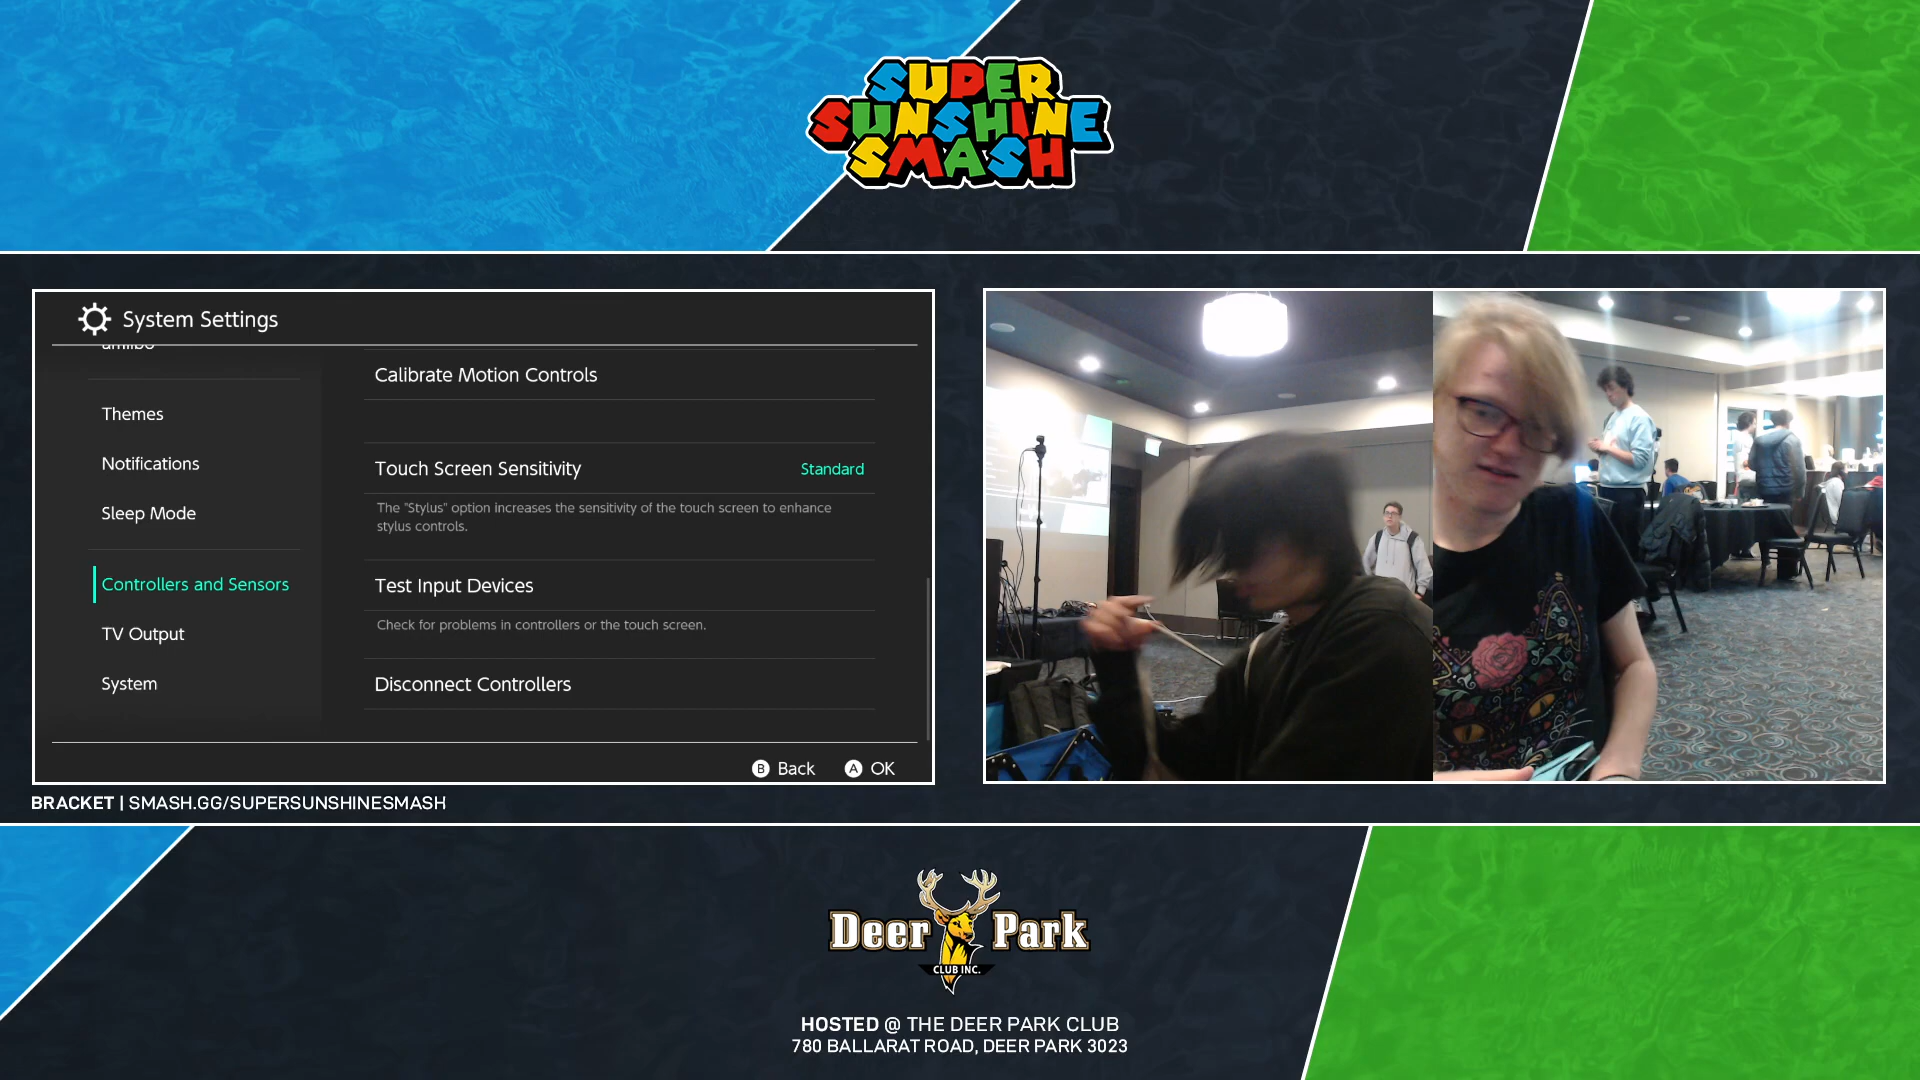 SUPER
SUNSHINE
SMASH
System Settings
amiibo
Themes
Notifications
Sleep Mode
Controllers and Sensors
TV Output
System
Calibrate Motion Controls
Touch Screen Sensitivity Standard
The "Stylus" option increases the sensitivity of the touch screen to enhance
stylus controls.
Test Input Devices
Check for problems in controllers or the touch screen.
Disconnect Controllers
B Back A OK
BRACKET | SMASH.GG/SUPERSUNSHINESMASH
Deer Park
CLUB INC.
HOSTED @ THE DEER PARK CLUB
780 BALLARAT ROAD, DEER PARK 3023